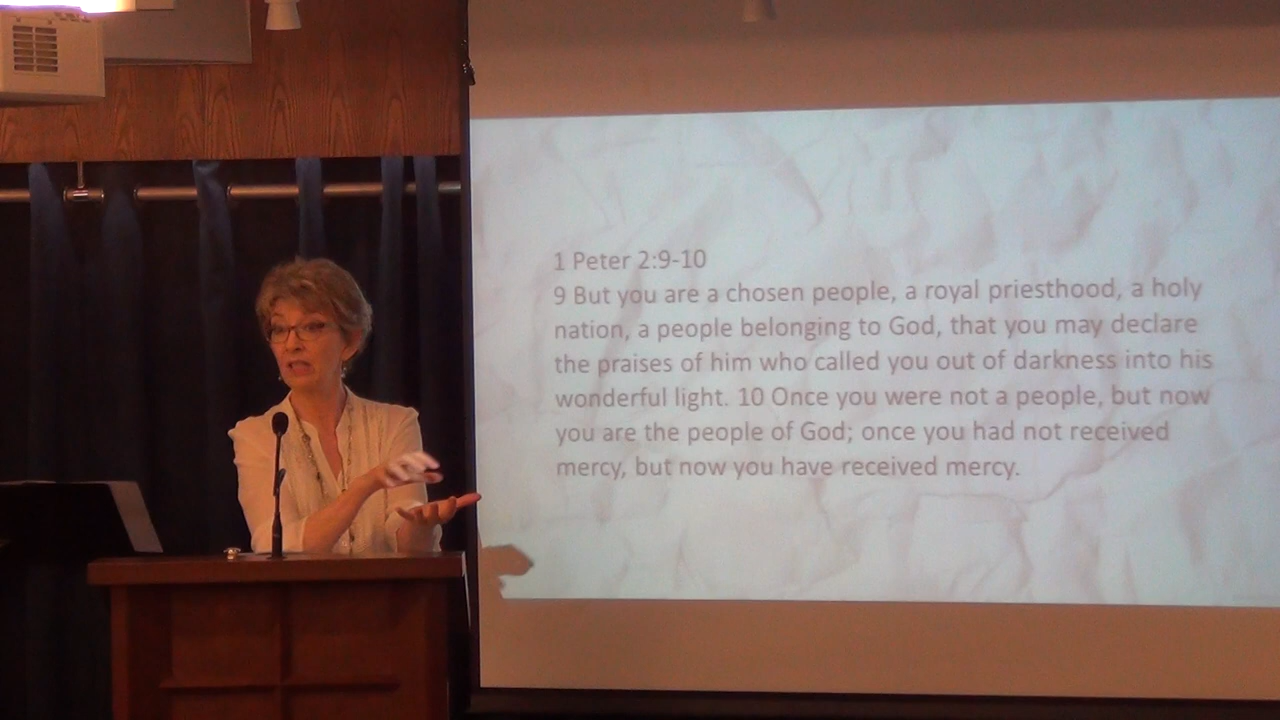 1 Peter 2:9-10
9 But you are a chosen people, a royal priesthood, a holy
nation, a people belonging to God, that you may declare
the praises of him who called you out of darkness into his
wonderful light. 10 Once you were not a people, but now
you are the people of God; once you had not received
mercy, but now you have received mercy.